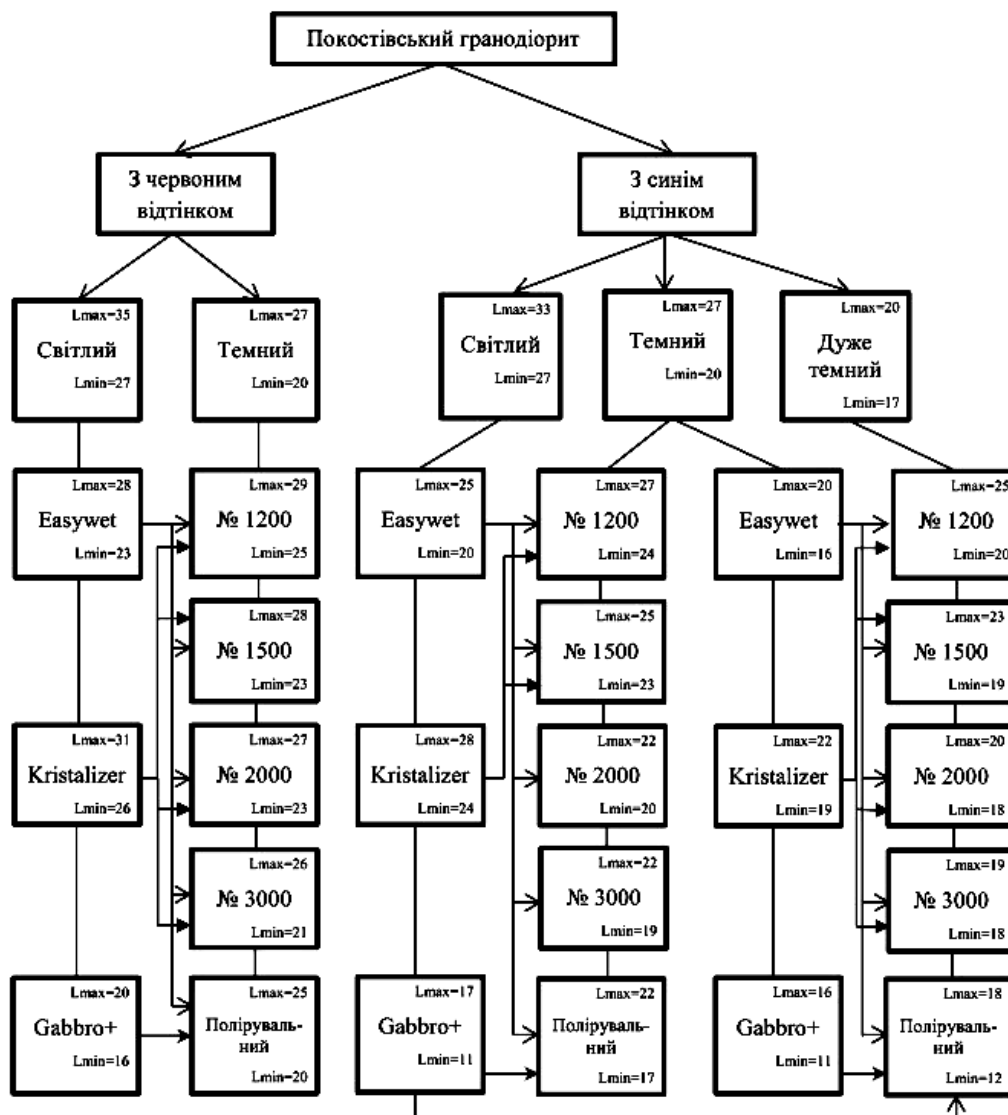 Покостівський гранодіорит
З червоним
відтінком
З синім
відтінком
Lmax=35
Світлий
Lmin=27
Lmax=27
Темний
Lmin=20
Lmax=33
Світлий
Lmin=27
Lmax=27
Темний
Lmin=20
Lmax=20
Дуже
темний
Lmin=17
Lmax=28
Easywet
Lmin=23
Lmax=29
№ 1200
Lmin=25
Lmax=25
Easywet
Lmin=20
Lmax=27
№ 1200
Lmin=24
Lmax=20
Easywet
Lmin=16
Lmax=25
№ 1200
Lmin=20
Lmax=28
№ 1500
Lmin=23
Lmax=25
№ 1500
Lmin=23
Lmax=23
№ 1500
Lmin=19
Lmax=31
Kristalizer
Lmin=26
Lmax=27
№ 2000
Lmin=23
Lmax=28
Kristalizer
Lmin=24
Lmax=22
№ 2000
Lmin=20
Lmax=22
Kristalizer
Lmin=19
Lmax=20
№ 2000
Lmin=18
Lmax=26
№ 3000
Lmin=21
Lmax=22
№ 3000
Lmin=19
Lmax=19
№ 3000
Lmin=18
Lmax=20
Gabbro+
Lmin=16
Lmax=25
Полірувль-
ний
Lmin=20
Lmax=17
Gabbro+
Lmin=11
Lmax=22
Полірувль-
ний
Lmin=17
Lmax=16
Gabbro+
Lmin=11
Lmax=18
Полірувль-
ний
Lmin=12